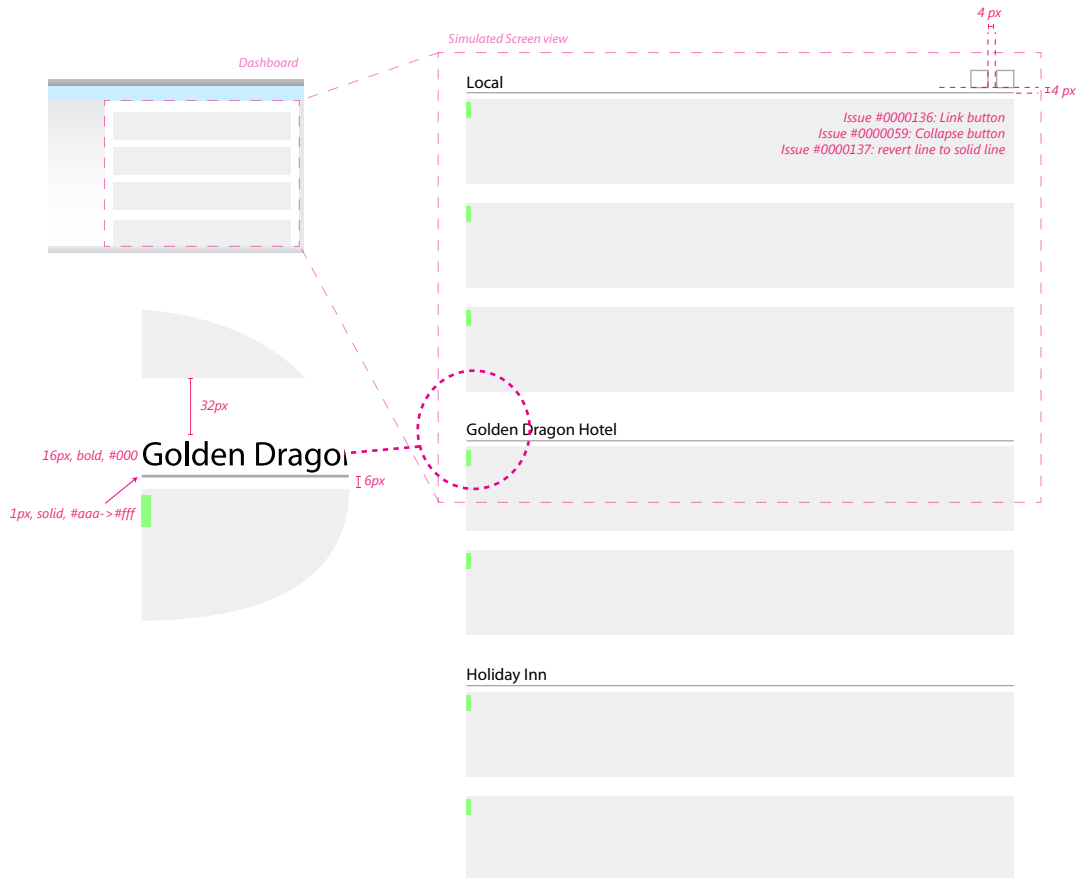 4 px
Simulated Screen view
Dashboard
Local
4 px
Issue #0000136: Link button
Issue #0000059: Collapse button
Issue #0000137: revert line to solid line
32px
Golden Dragon Hotel
16px, bold, #000
Golden Dragon
6px
1px, solid, #aaa->#fff
Holiday Inn